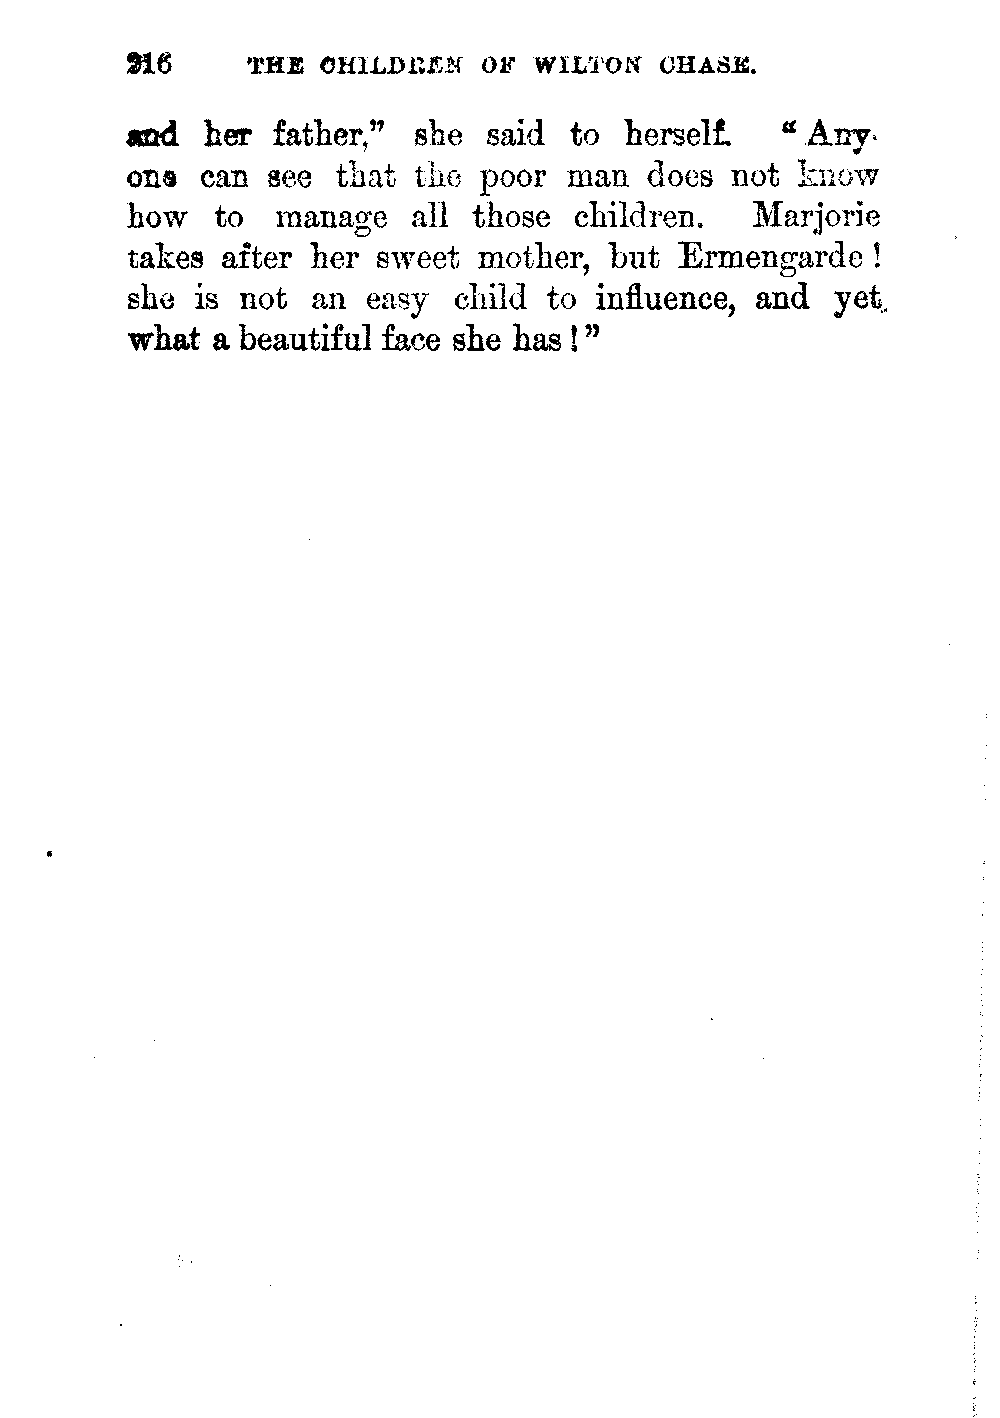 216 THE CHILDREN OF WILTON CHASE.
and her father,” she said to herself. “Any-
one can see that the poor man does not know
how to manage all those children. Marjorie
takes after her sweet mother, but Ermengarde!
she is not an easy child to influence, and yet
what a beautiful face she has!”